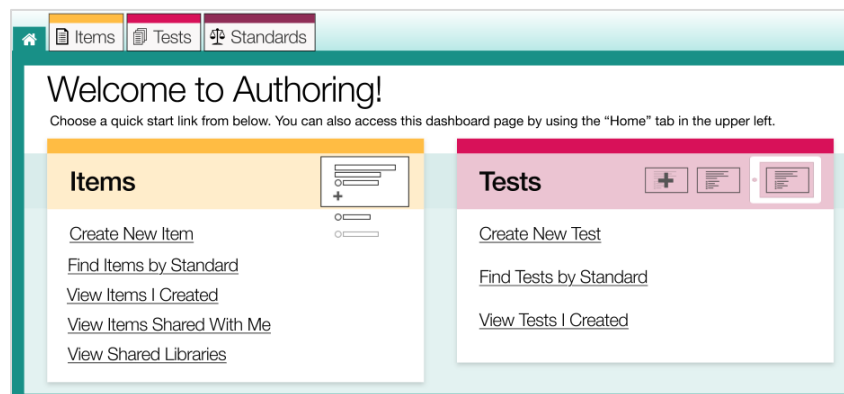 Items
Tests
Standards
Welcome to Authoring!
Choose a quick start link from below. You can also access this dashboard page by using the “Home” tab in the upper left.
Items
Create New Item
Find Items by Standard
View Items I Created
View Items Shared With Me
View Shared Libraries
Tests
Create New Test
Find Tests by Standard
View Tests I Created